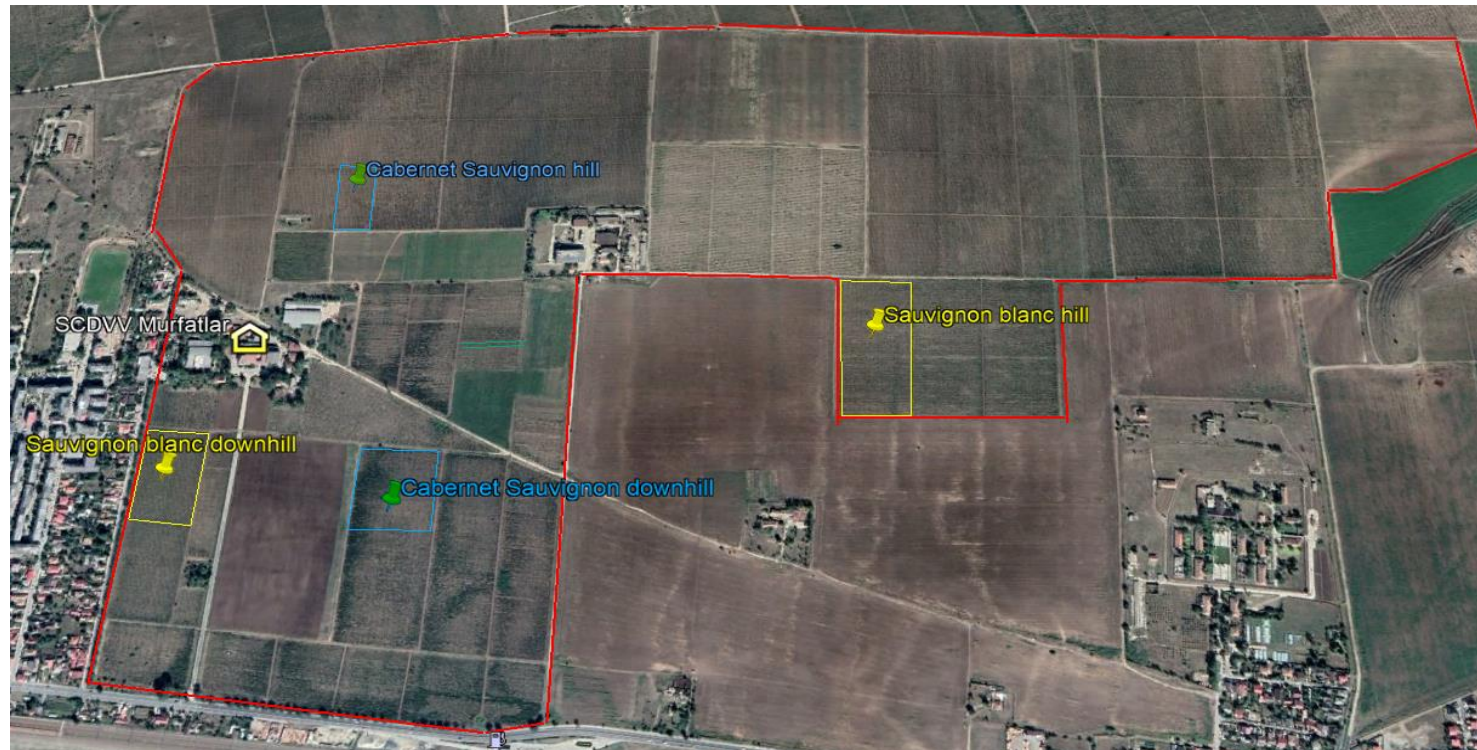 Cabernet Sauvignon hill
Sauvignon blanc hill
SCDVV Murfatlar
Sauvignon blanc downhill
Cabernet Sauvignon downhill